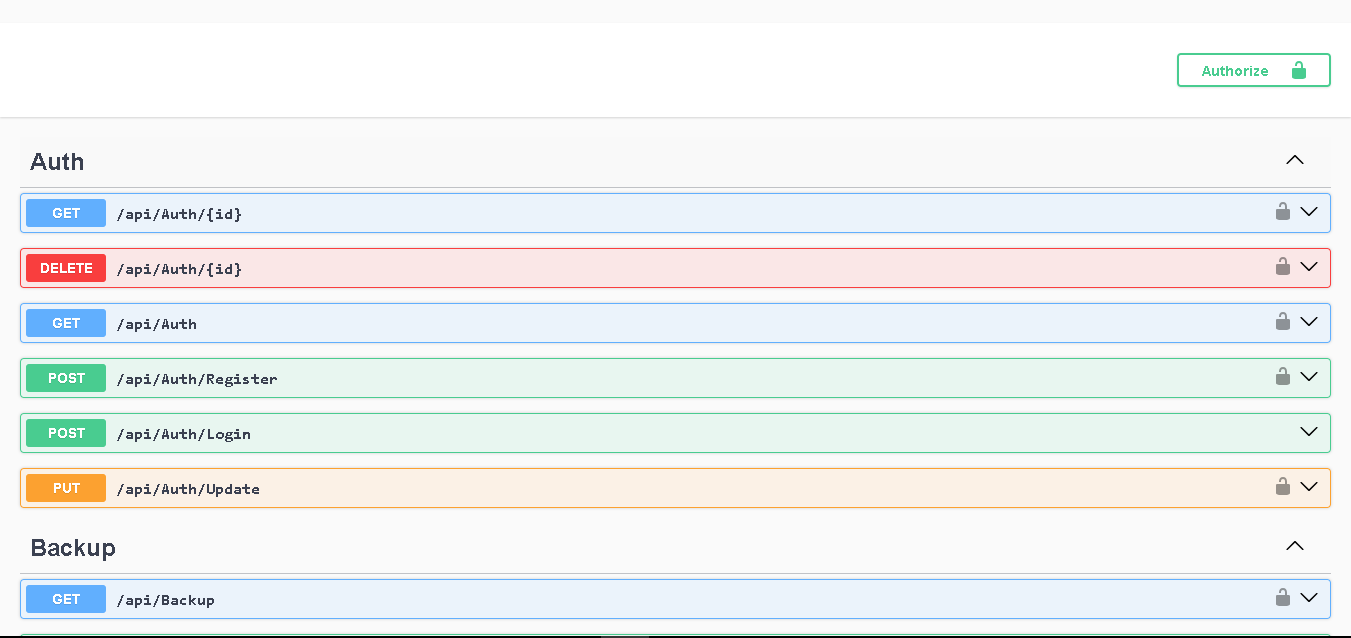 Authorize
Auth
GET /api/Auth/{id}
DELETE /api/Auth/{id}
GET /api/Auth
POST /api/Auth/Register
POST /api/Auth/Login
PUT /api/Auth/Update
Backup
GET /api/Backup